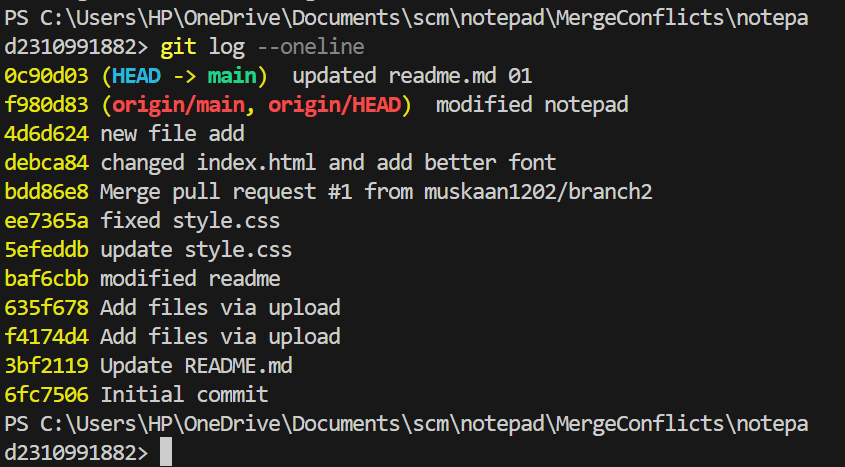 PS C:\Users\HP\OneDrive\Documents\scm\notepad\MergeConflicts\notepa
d2310991882> git log --oneline
0c90d03 (HEAD -> main)  updated readme.md 01
f980d83 (origin/main, origin/HEAD)  modified notepad
4d6d624 new file add
debca84 changed index.html and add better font
bdd86e8 Merge pull request #1 from muskaan1202/branch2
ee7365a fixed style.css
5efeddb update style.css
baf6cbb modified readme
635f678 Add files via upload
f4174d4 Add files via upload
3bf2119 Update README.md
6fc7506 Initial commit
PS C:\Users\HP\OneDrive\Documents\scm\notepad\MergeConflicts\notepa
d2310991882>